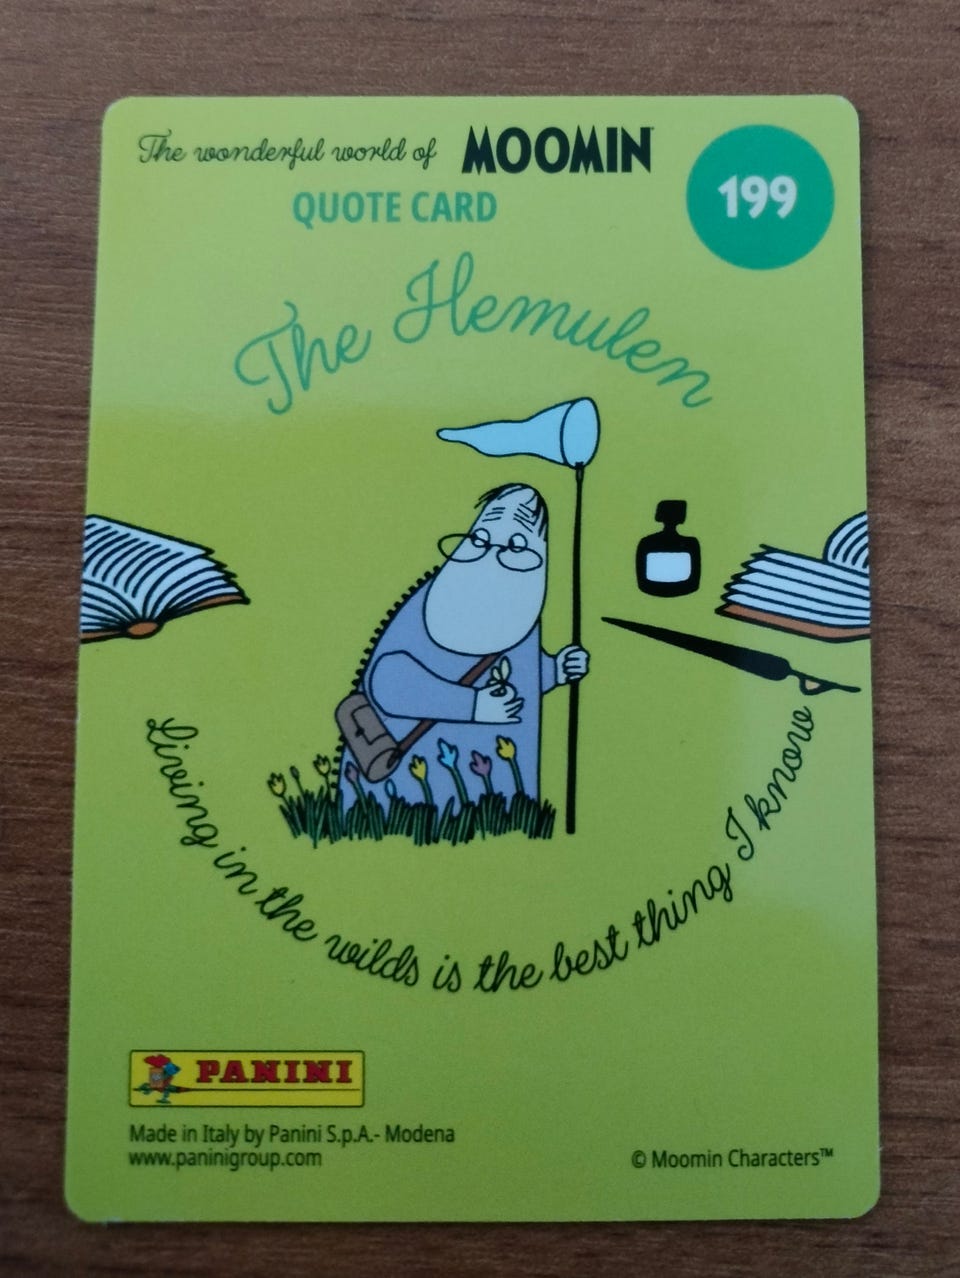 The wonderful world of MOOMIN
QUOTE CARD
199
The Hemulen
Living in the wilds is the best thing I know
PANINI
Made in Italy by Panini S.p.A.- Modena
www.paninigroup.com
© Moomin Characters™